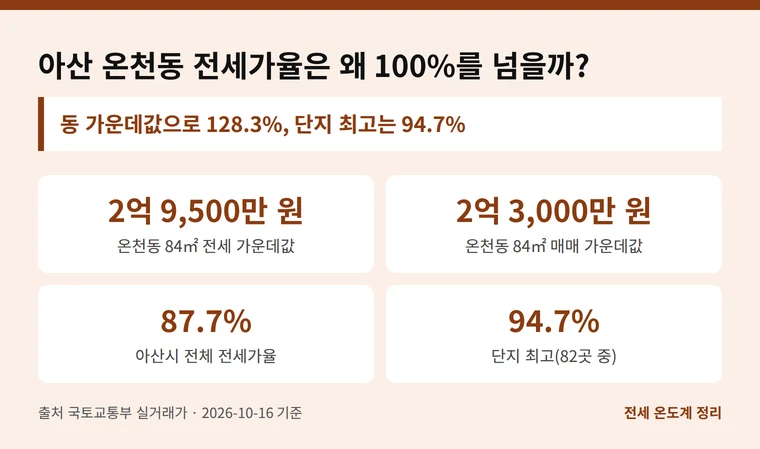 아산 온천동 전세가율은 왜 100%를 넘을까?
동 가운데값으로 128.3%, 단지 최고는 94.7%
2억 9,500만 원
온천동 84㎡ 전세 가운데값
2억 3,000만 원
온천동 84㎡ 매매 가운데값
87.7%
아산시 전체 전세가율
94.7%
단지 최고(82곳 중)
출처 국토교통부 실거래가 · 2026-10-16 기준
전세 온도계 정리